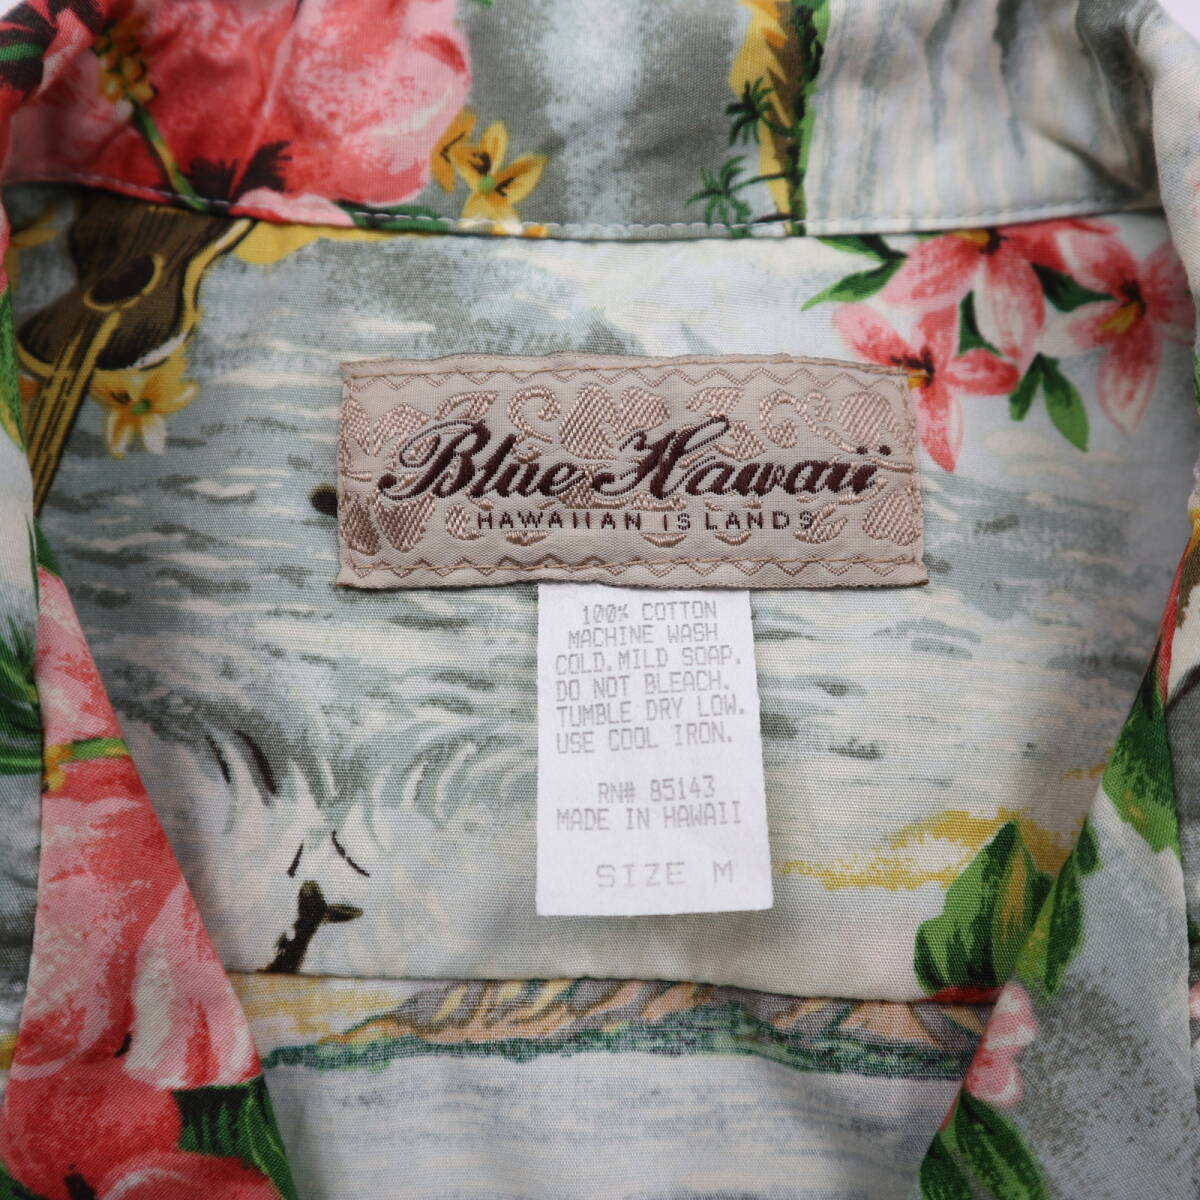 Blue Hawaii
HAWAIIAN ISLANDS
100% COTTON
MACHINE WASH
COLD. MILD SOAP.
DO NOT BLEACH.
TUMBLE DRY LOW.
USE COOL IRON.
RN# 85143
MADE IN HAWAII
SIZE M